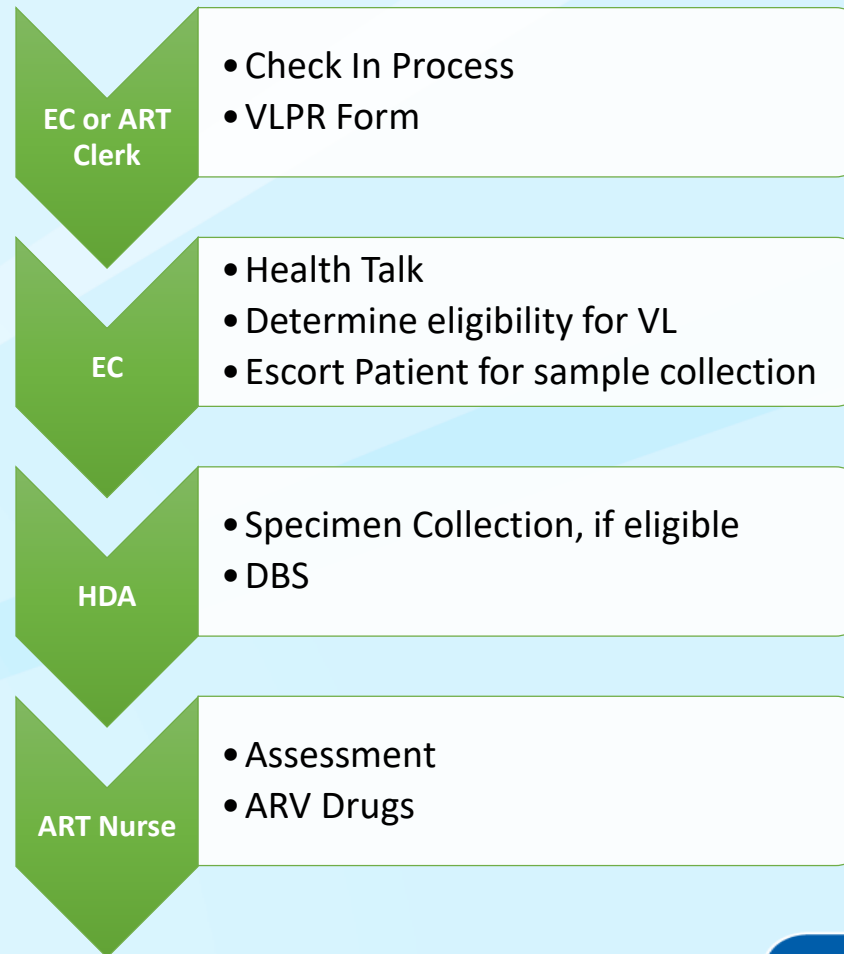 EC or ART
Clerk
• Check In Process
• VLPR Form
EC
• Health Talk
• Determine eligibility for VL
• Escort Patient for sample collection
HDA
• Specimen Collection, if eligible
• DBS
ART Nurse
• Assessment
• ARV Drugs